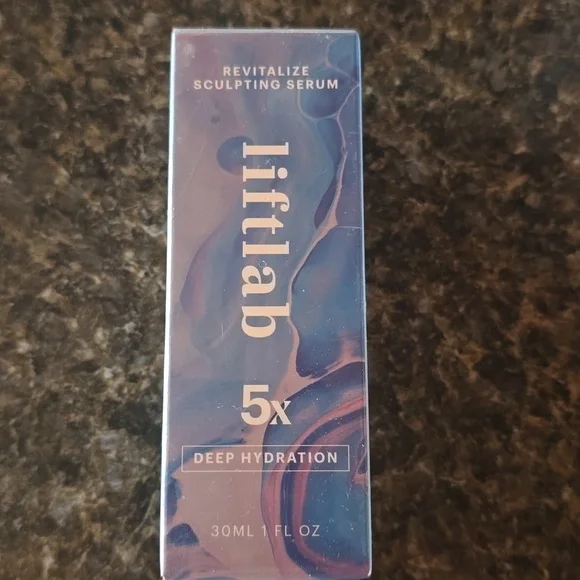 REVITALIZE
SCULPTING SERUM
liftlab
5x
DEEP HYDRATION
30ML 1 FL OZ